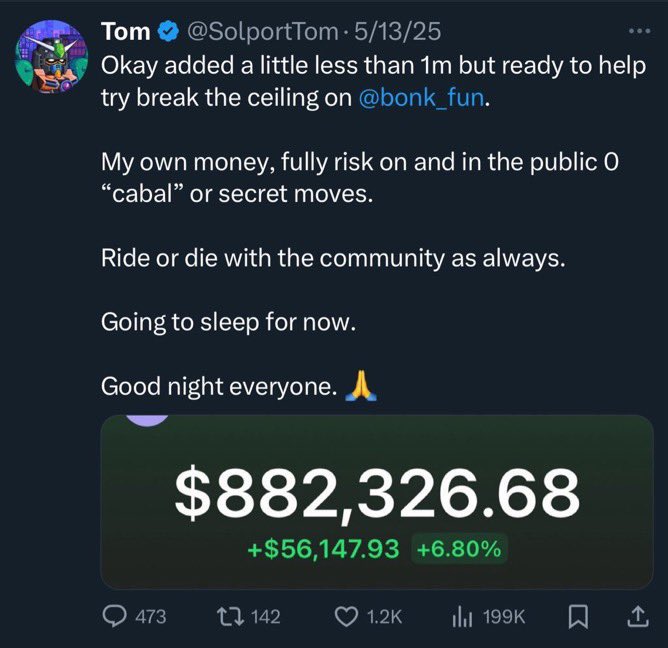 Tom @SolportTom · 5/13/25
Okay added a little less than 1m but ready to help
try break the ceiling on @bonk_fun.
My own money, fully risk on and in the public 0
“cabal” or secret moves.
Ride or die with the community as always.
Going to sleep for now.
Good night everyone. 🙏
$882,326.68
+$56,147.93 +6.80%
473 142 1.2K 199K